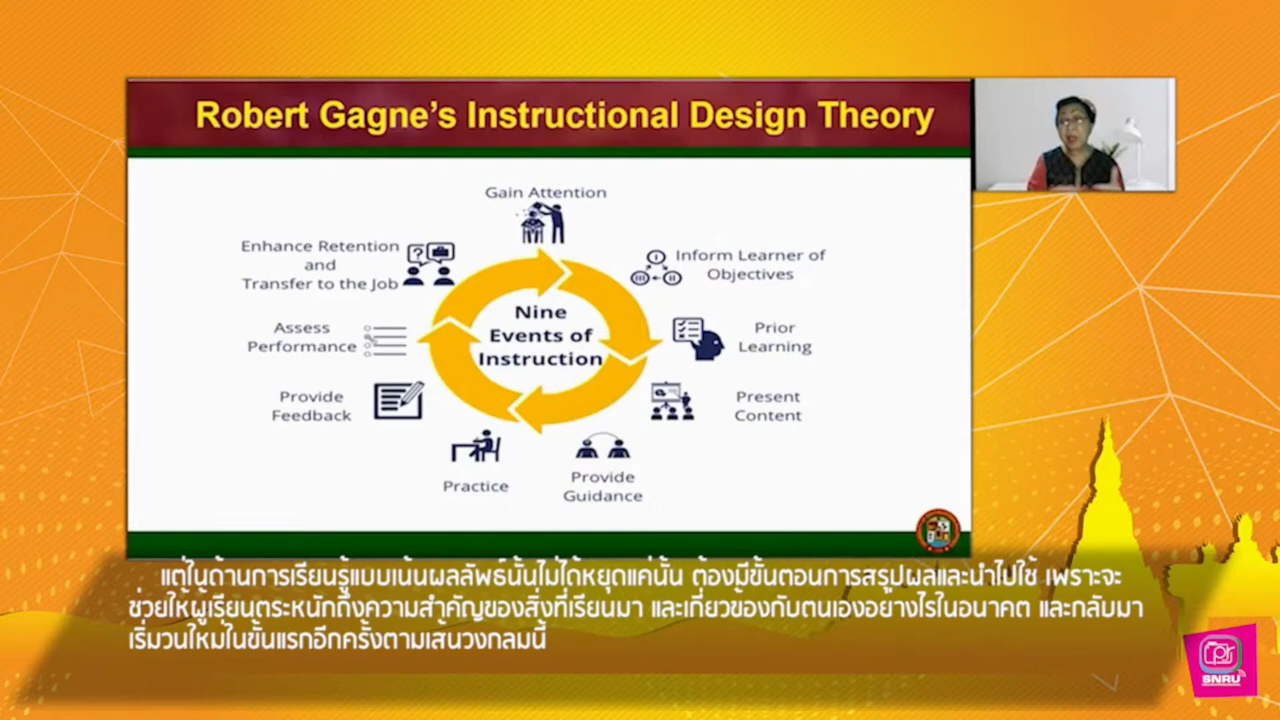 Robert Gagne's Instructional Design Theory
Gain Attention
Inform Learner of
Objectives
Prior
Learning
Present
Content
Provide
Guidance
Practice
Provide
Feedback
Assess
Performance
Enhance Retention
and
Transfer to the Job
Nine
Events of
Instruction
แต่ในด้านการเรียนรู้แบบเน้นผลลัพธ์นั้นไม่ได้หยุดแค่นั้น ต้องมีขั้นตอนการสรุปผลและนำไปใช้ เพราะจะ
ช่วยให้ผู้เรียนตระหนักถึงความสำคัญของสิ่งที่เรียนมา และเกี่ยวข้องกับตนเองอย่างไรในอนาคต และกลับมา
เริ่มวนใหม่ในขั้นแรกอีกครั้งตามเส้นวงกลมนี้
pr
SNRU